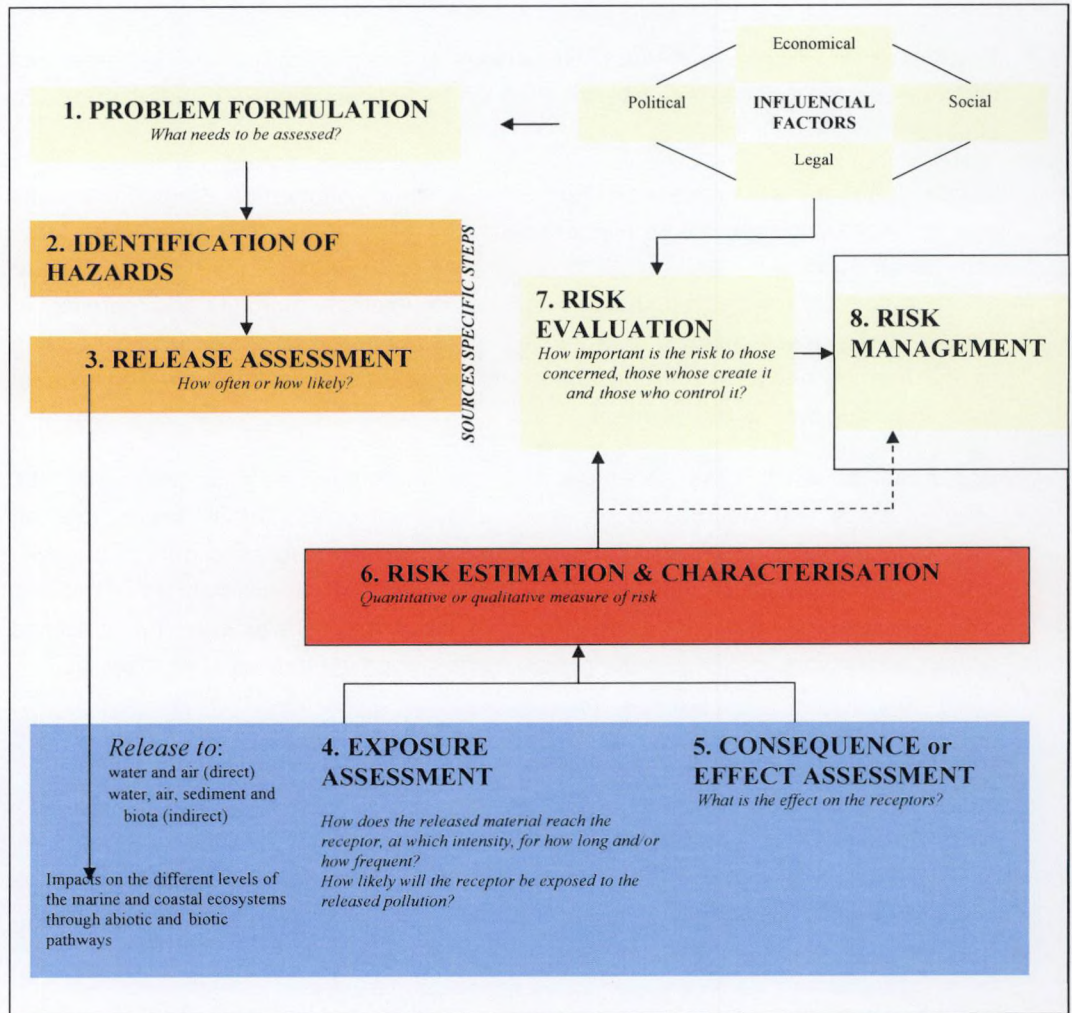 Economical
Political
INFLUENCIAL
FACTORS
Social
Legal
1. PROBLEM FORMULATION
What needs to be assessed?
2. IDENTIFICATION OF
HAZARDS
3. RELEASE ASSESSMENT
How often or how likely?
SOURCES SPECIFIC STEPS
7. RISK
EVALUATION
How important is the risk to those
concerned, those whose create it
and those who control it?
8. RISK
MANAGEMENT
6. RISK ESTIMATION & CHARACTERISATION
Quantitative or qualitative measure of risk
Release to:
water and air (direct)
water, air, sediment and
biota (indirect)
Impacts on the different levels of
the marine and coastal ecosystems
through abiotic and biotic
pathways
4. EXPOSURE
ASSESSMENT
How does the released material reach the
receptor, at which intensity, for how long and/or
how frequent?
How likely will the receptor be exposed to the
released pollution?
5. CONSEQUENCE or
EFFECT ASSESSMENT
What is the effect on the receptors?